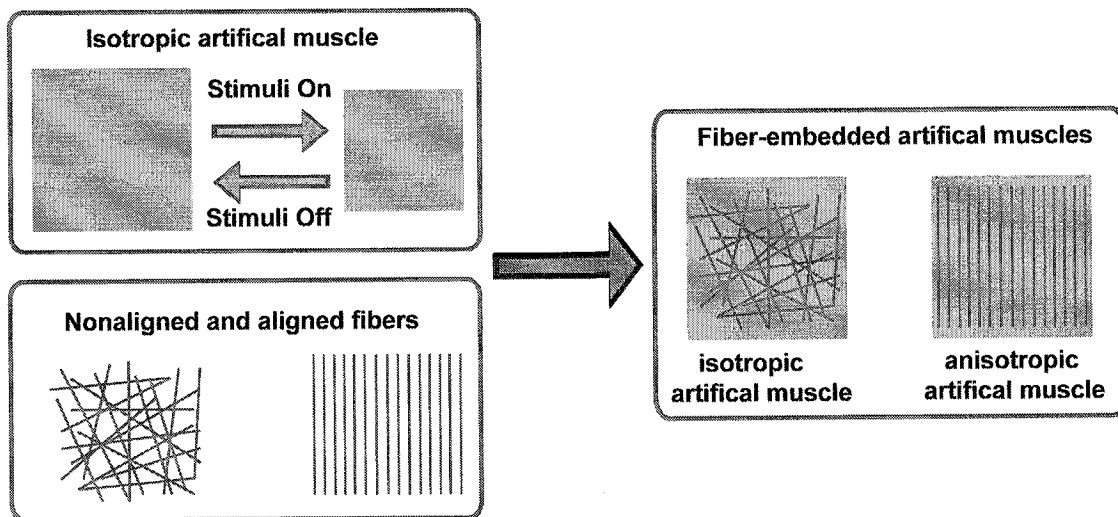 Isotropic artifical muscle
Stimuli On
Stimuli Off
Nonaligned and aligned fibers
Fiber-embedded artifical muscles
isotropic
artifical muscle
anisotropic
artifical muscle